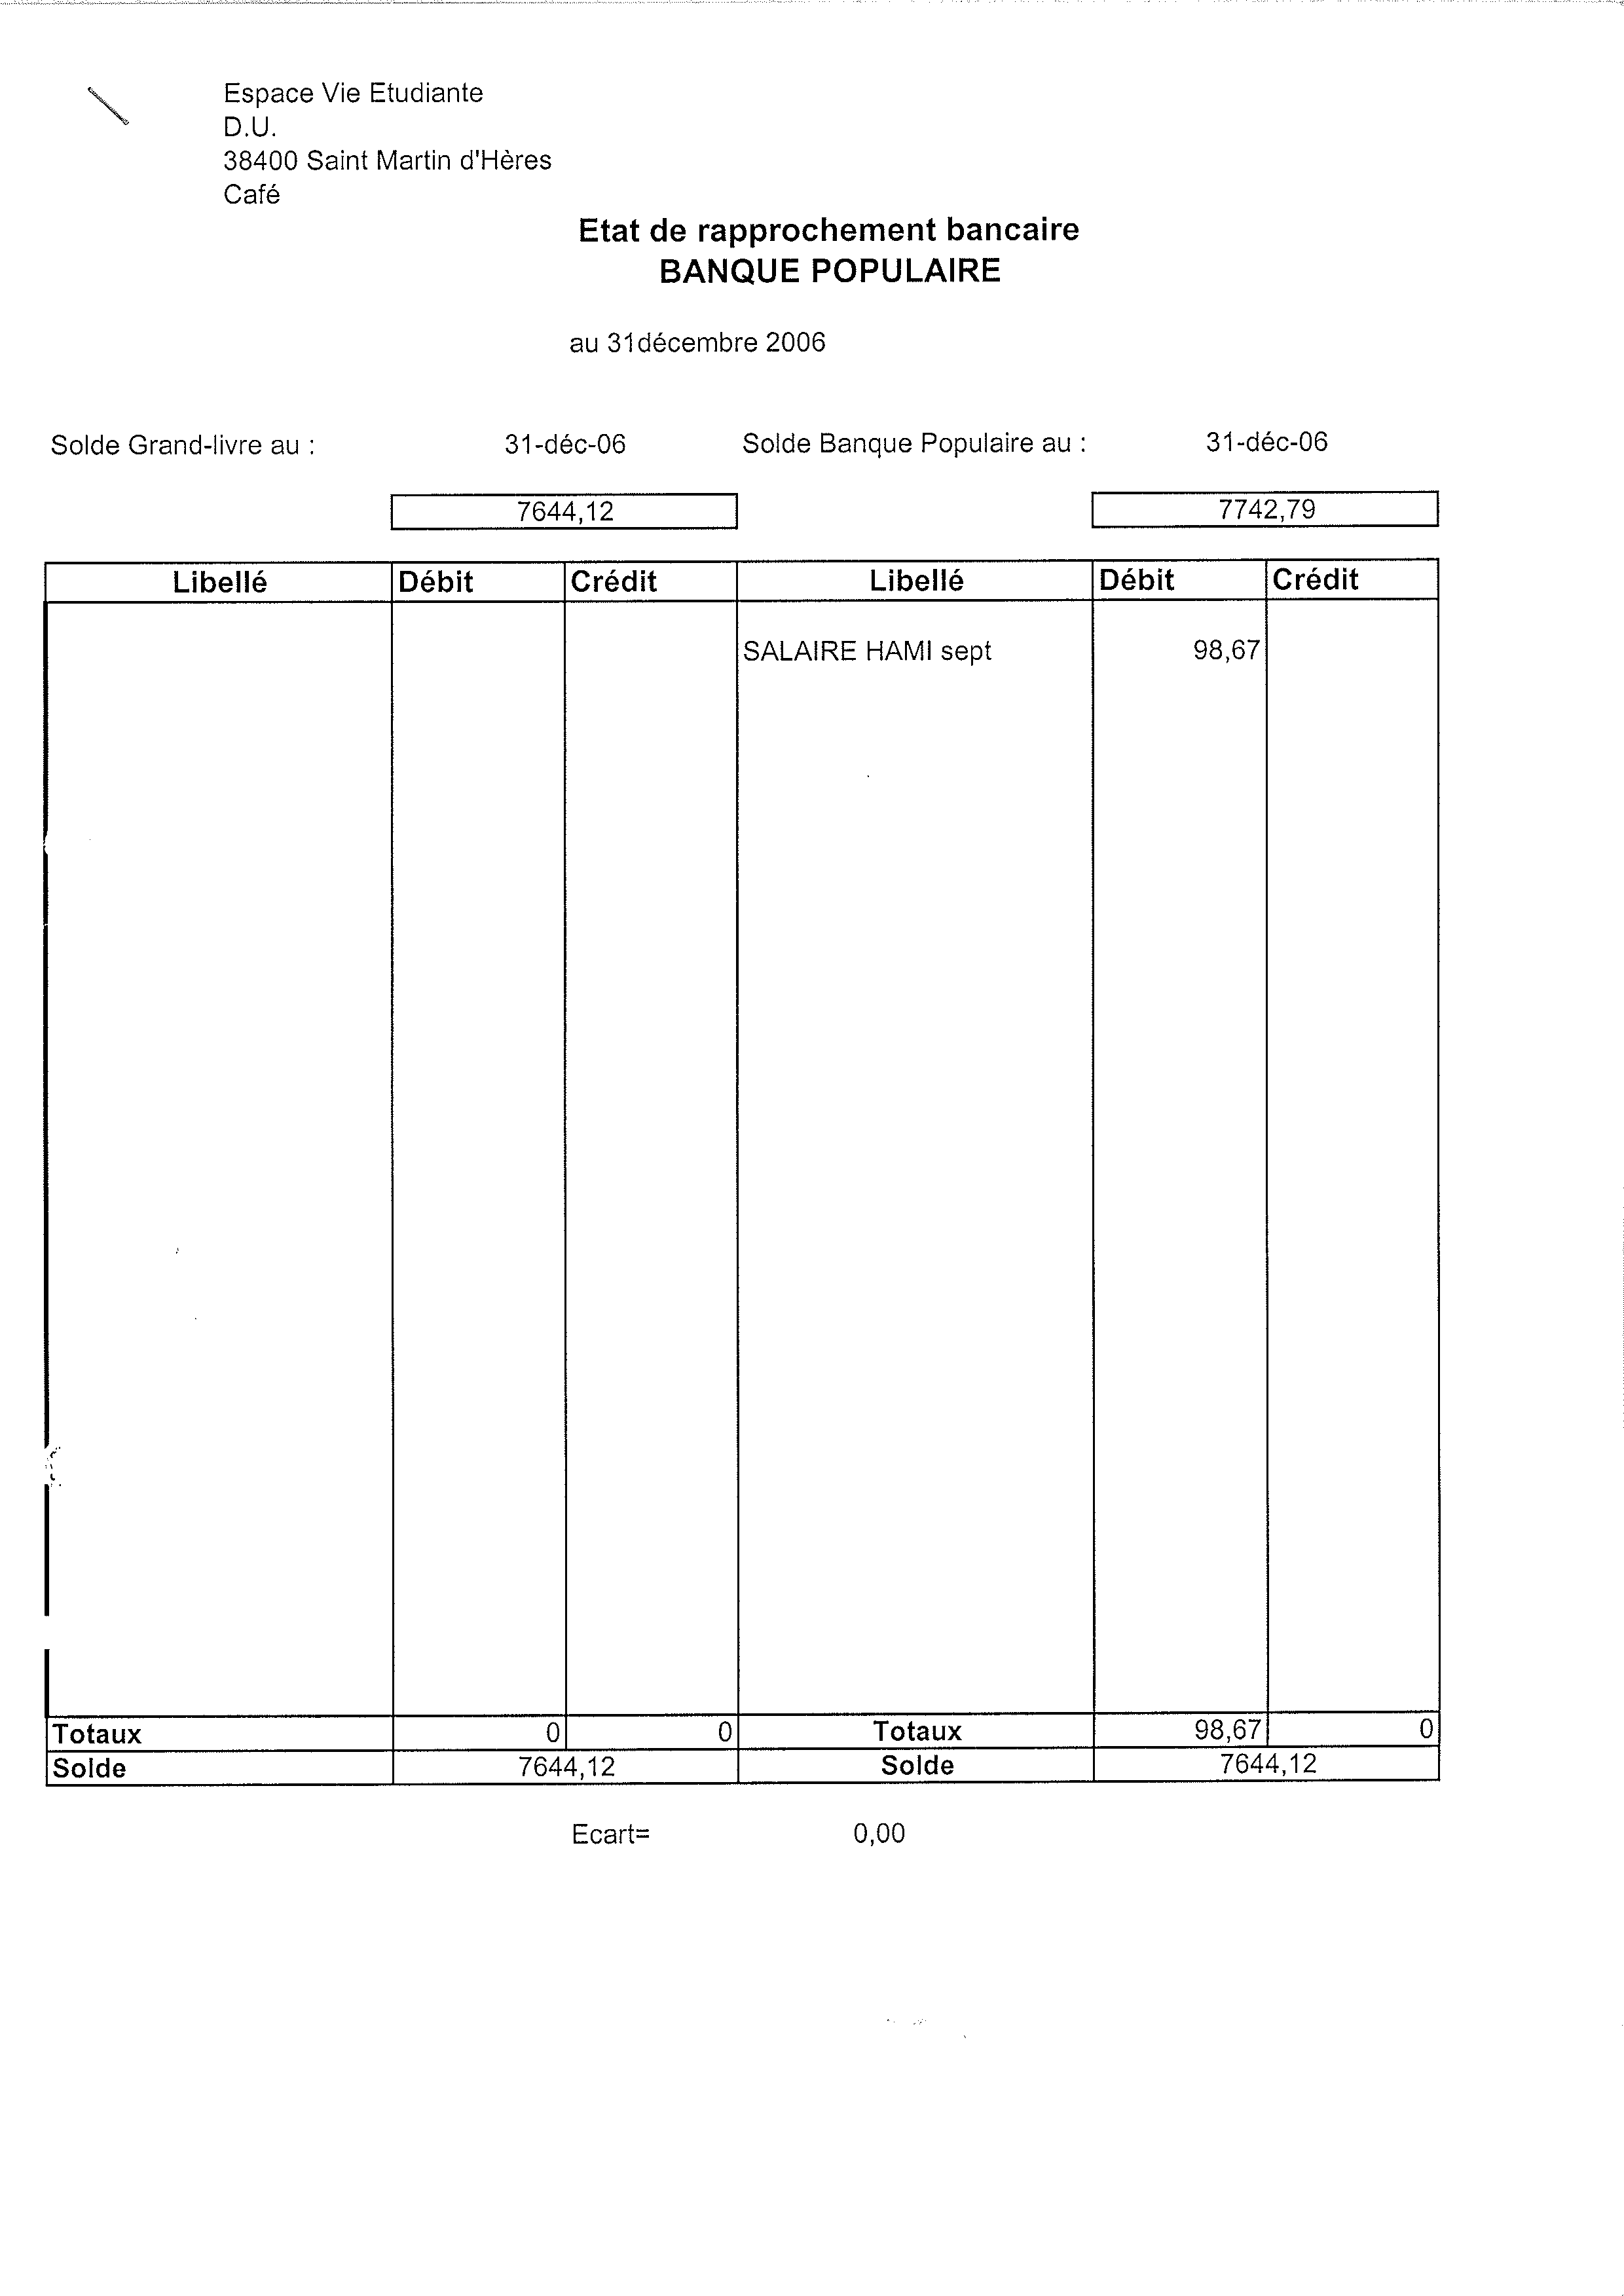 Espace Vie Etudiante
D.U.
38400 Saint Martin d'Hères
Café
Etat de rapprochement bancaire
BANQUE POPULAIRE
au 31décembre 2006
Solde Grand-livre au : 31-déc-06 Solde Banque Populaire au : 31-déc-06
7644,12 7742,79
Libellé Débit Crédit Libellé Débit Crédit
SALAIRE HAMI sept 98,67
Totaux 0 0 Totaux 98,67 0
Solde 7644,12 Solde 7644,12
Ecart= 0,00